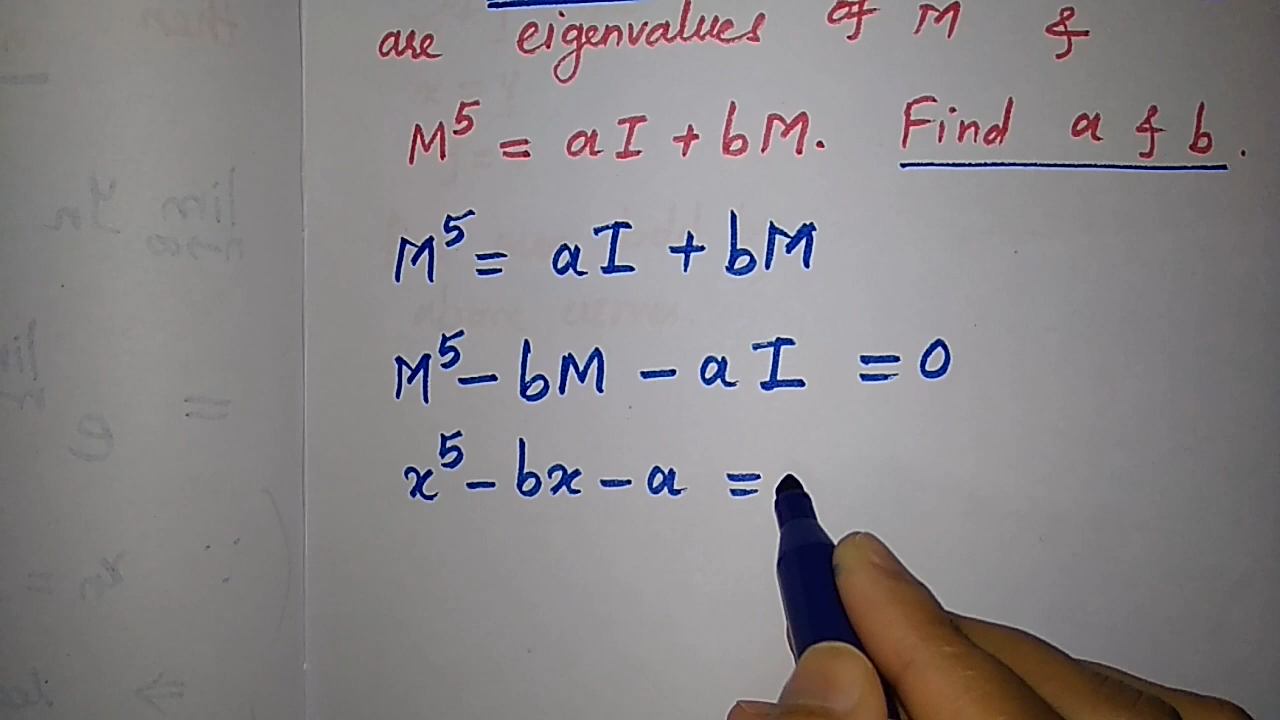 are eigenvalues of M &
M⁵ = aI + bM. Find a & b.
M⁵ = aI + bM
M⁵ - bM - aI = 0
x⁵ - bx - a =